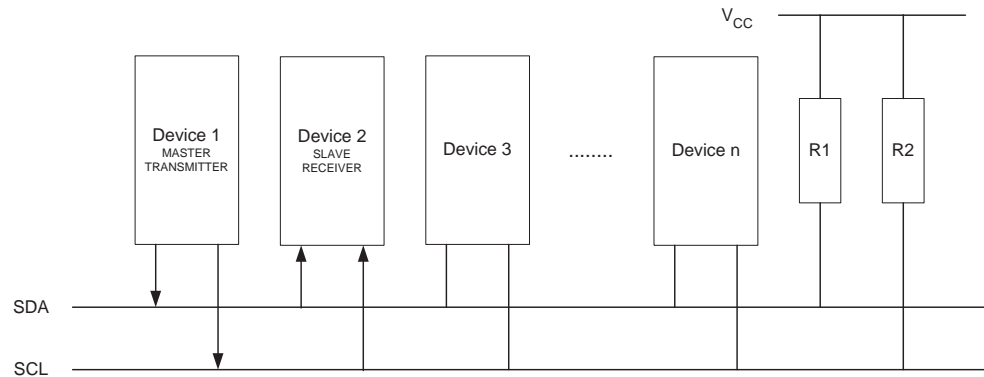 VCC
Device 1
MASTER
TRANSMITTER
Device 2
SLAVE
RECEIVER
Device 3
........
Device n
R1
R2
SDA
SCL